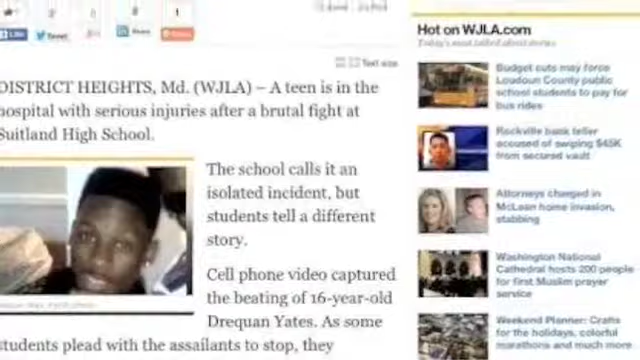 Like
Tweet
Share
Text size
DISTRICT HEIGHTS, Md. (WJLA) – A teen is in the
hospital with serious injuries after a brutal fight at
Suitland High School.
The school calls it an
isolated incident, but
students tell a different
story.
Cell phone video captured
the beating of 16-year-old
Drequan Yates. As some
students plead with the assailants to stop, they
Hot on WJLA.com
Today's most talked about stories
Budget cuts may force
Loudoun County public
school students to pay for
bus rides
Rockville bank teller
accused of swiping $45K
from secured vault
Attorneys charged in
McLean home invasion,
stabbing
Washington National
Cathedral hosts 200 people
for first Muslim prayer
service
Weekend Planner: Crafts
for the holidays, colorful
marathons and much more